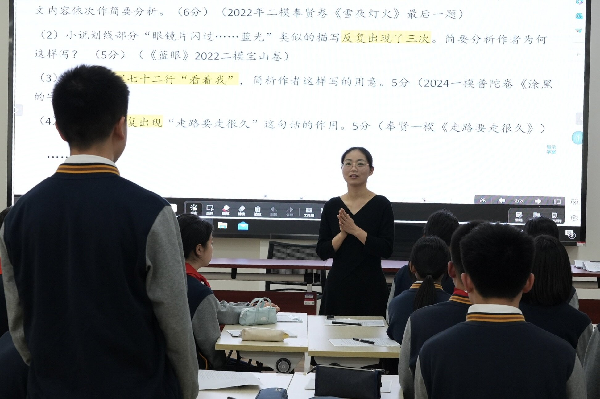 文内容依次作简要分析。（6分）（2022年二模奉贤卷《雪夜灯火》最后一题）
（2）小说划线部分“眼镜片闪过……蓝光”类似的描写反复出现了三次。简要分析作者为何
这样写？（5分）（《蓝眼》2022二模宝山卷）
（3）七十二行“看着我”，简析作者这样写的用意。5分（2024一模普陀卷《涂黑
（4）复出现“走路要走很久”这句话的作用。5分（奉贤一模《走路要走很久》）
……